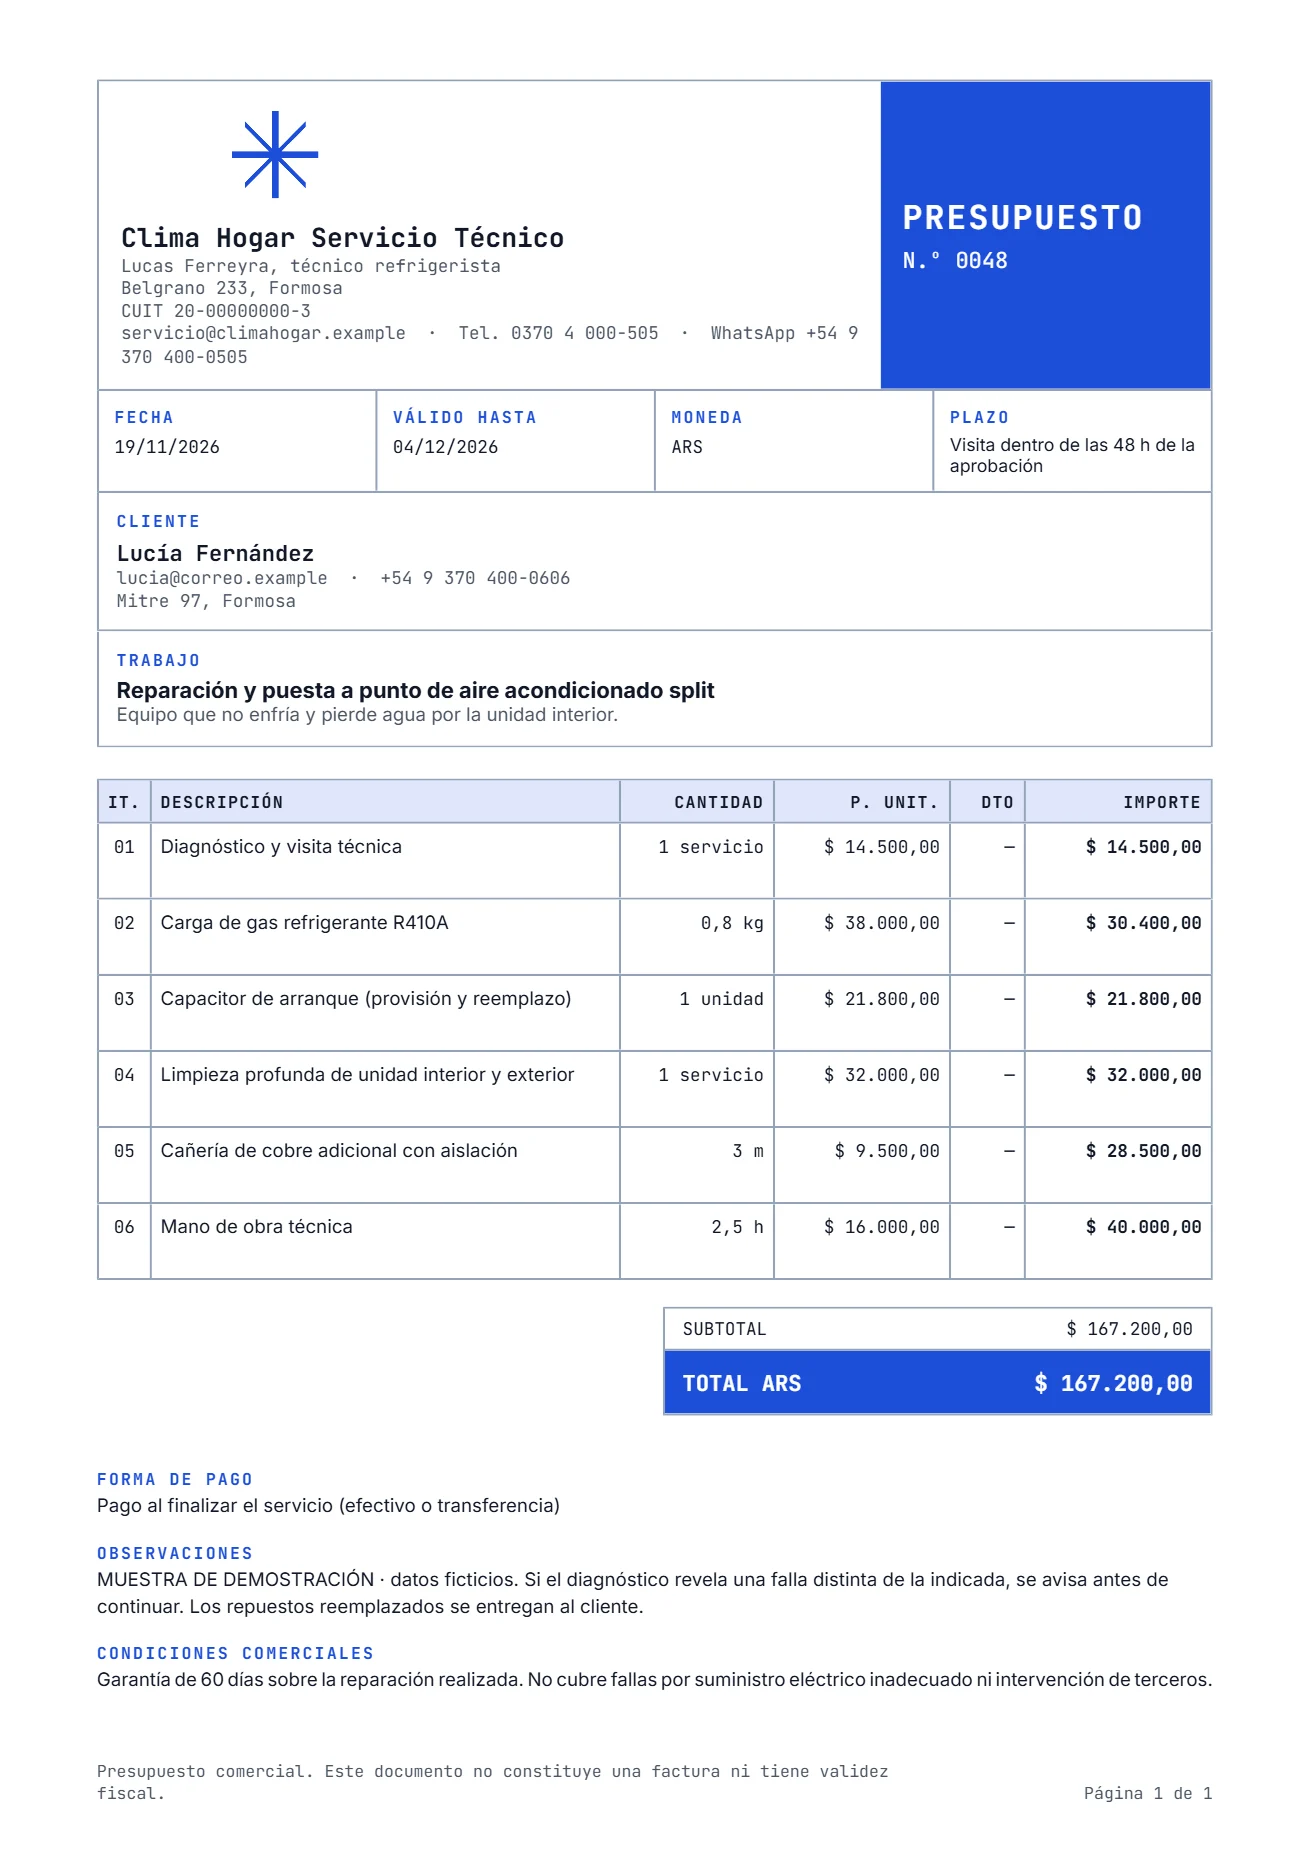 Clima Hogar Servicio Técnico
Lucas Ferreyra, técnico refrigerista
Belgrano 233, Formosa
CUIT 20-00000000-3
servicio@climahogar.example · Tel. 0370 4 000-505 · WhatsApp +54 9
370 400-0505
PRESUPUESTO
N.º 0048
FECHA
19/11/2026
VÁLIDO HASTA
04/12/2026
MONEDA
ARS
PLAZO
Visita dentro de las 48 h de la
aprobación
CLIENTE
Lucía Fernández
lucia@correo.example · +54 9 370 400-0606
Mitre 97, Formosa
TRABAJO
Reparación y puesta a punto de aire acondicionado split
Equipo que no enfría y pierde agua por la unidad interior.
IT. DESCRIPCIÓN CANTIDAD P. UNIT. DTO IMPORTE
01 Diagnóstico y visita técnica 1 servicio $ 14.500,00 — $ 14.500,00
02 Carga de gas refrigerante R410A 0,8 kg $ 38.000,00 — $ 30.400,00
03 Capacitor de arranque (provisión y reemplazo) 1 unidad $ 21.800,00 — $ 21.800,00
04 Limpieza profunda de unidad interior y exterior 1 servicio $ 32.000,00 — $ 32.000,00
05 Cañería de cobre adicional con aislación 3 m $ 9.500,00 — $ 28.500,00
06 Mano de obra técnica 2,5 h $ 16.000,00 — $ 40.000,00
SUBTOTAL $ 167.200,00
TOTAL ARS $ 167.200,00
FORMA DE PAGO
Pago al finalizar el servicio (efectivo o transferencia)
OBSERVACIONES
MUESTRA DE DEMOSTRACIÓN · datos ficticios. Si el diagnóstico revela una falla distinta de la indicada, se avisa antes de
continuar. Los repuestos reemplazados se entregan al cliente.
CONDICIONES COMERCIALES
Garantía de 60 días sobre la reparación realizada. No cubre fallas por suministro eléctrico inadecuado ni intervención de terceros.
Presupuesto comercial. Este documento no constituye una factura ni tiene validez
fiscal.
Página 1 de 1